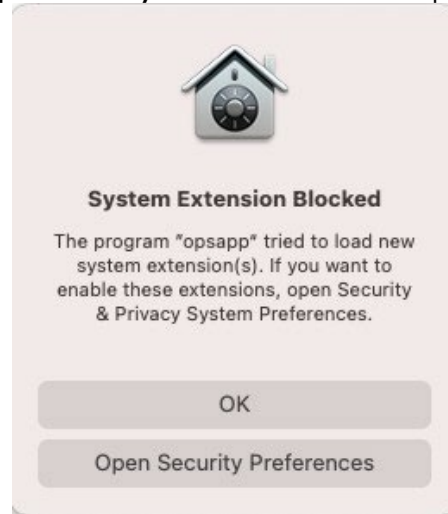 System Extension Blocked
The program "opsapp" tried to load new
system extension(s). If you want to
enable these extensions, open Security
& Privacy System Preferences.
OK
Open Security Preferences